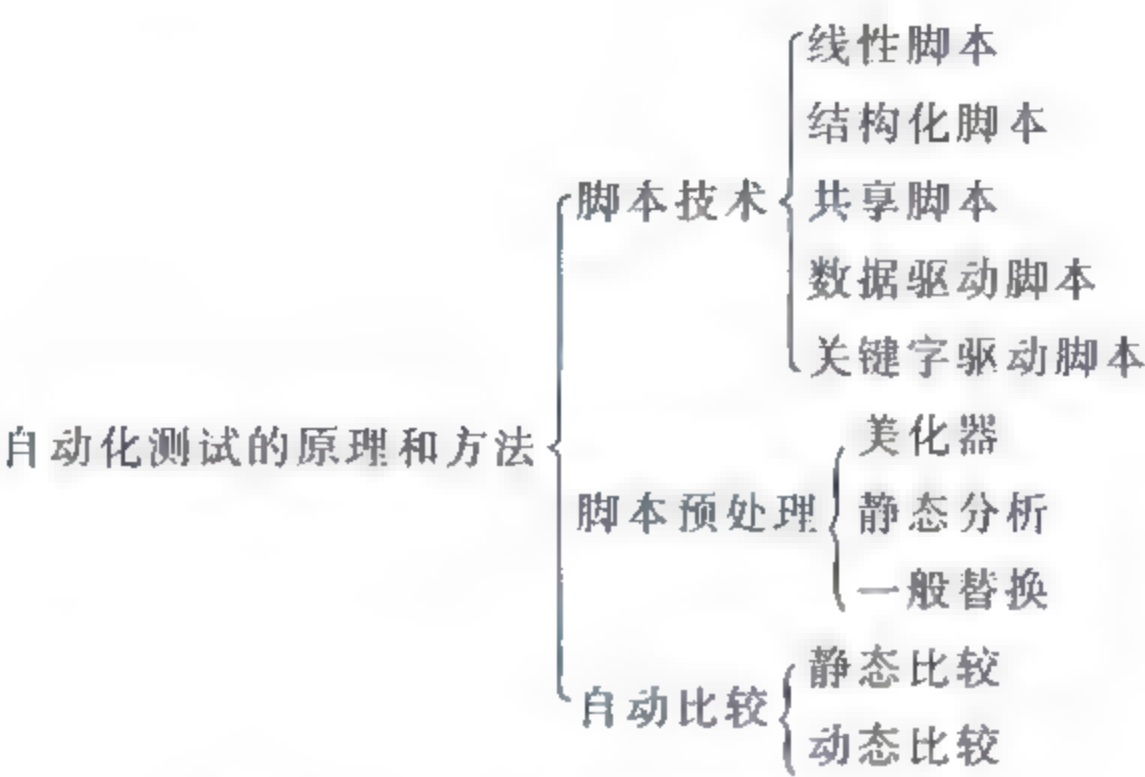 线性脚本
结构化脚本
脚本技术
共享脚本
数据驱动脚本
关键字驱动脚本
自动化测试的原理和方法
美化器
脚本预处理
静态分析
一般替换
静态比较
自动比较
动态比较